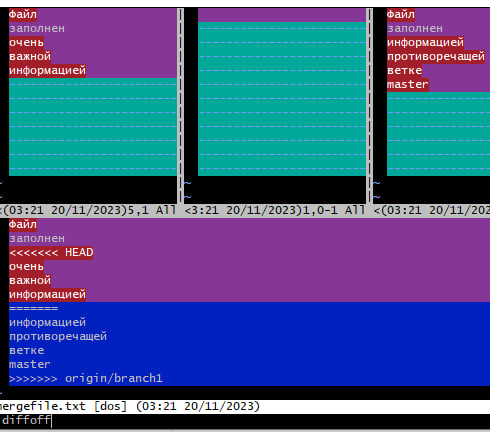 Файл
заполнен
очень
важной
информацией
Файл
заполнен
информацией
противоречащей
ветке
master
~
~
~
<(03:21 20/11/2023)5,1 All <3:21 20/11/2023)1,0-1 All <(03:21 20/11/202
Файл
заполнен
<<<<<<< HEAD
очень
важной
информацией
=======
информацией
противоречащей
ветке
master
>>>>>>> origin/branch1
~
mergefile.txt [dos] (03:21 20/11/2023)
diffoff